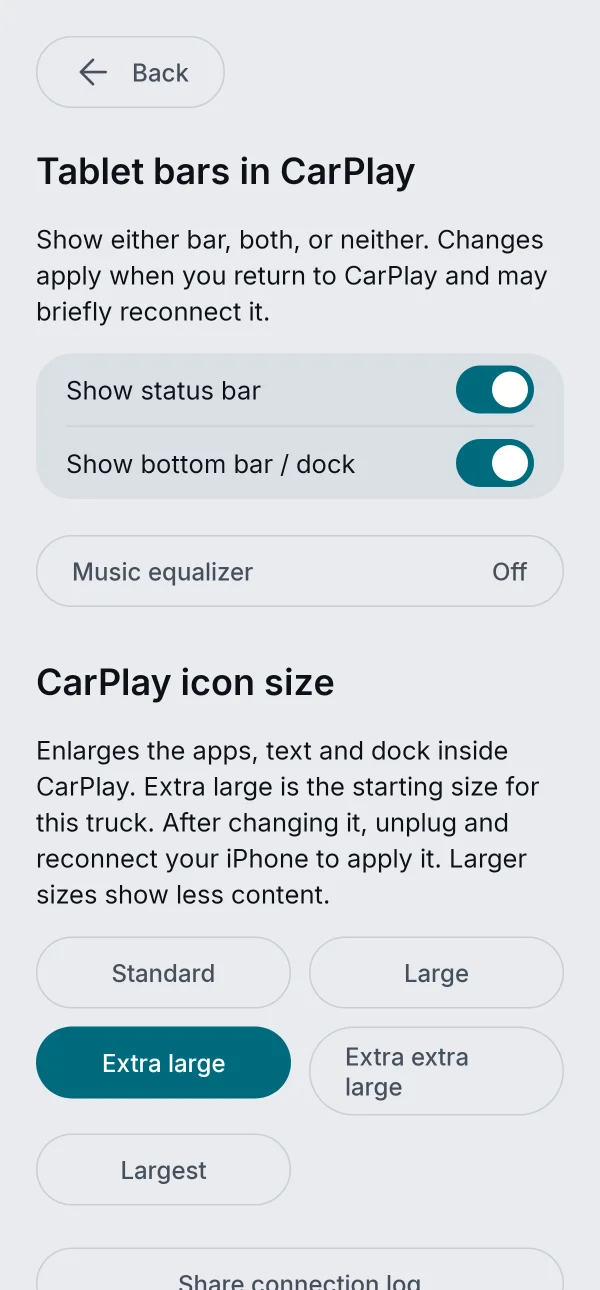 Back
Tablet bars in CarPlay
Show either bar, both, or neither. Changes
apply when you return to CarPlay and may
briefly reconnect it.
Show status bar
Show bottom bar / dock
Music equalizer Off
CarPlay icon size
Enlarges the apps, text and dock inside
CarPlay. Extra large is the starting size for
this truck. After changing it, unplug and
reconnect your iPhone to apply it. Larger
sizes show less content.
Standard Large
Extra large
Extra extra
large
Largest
Share connection log